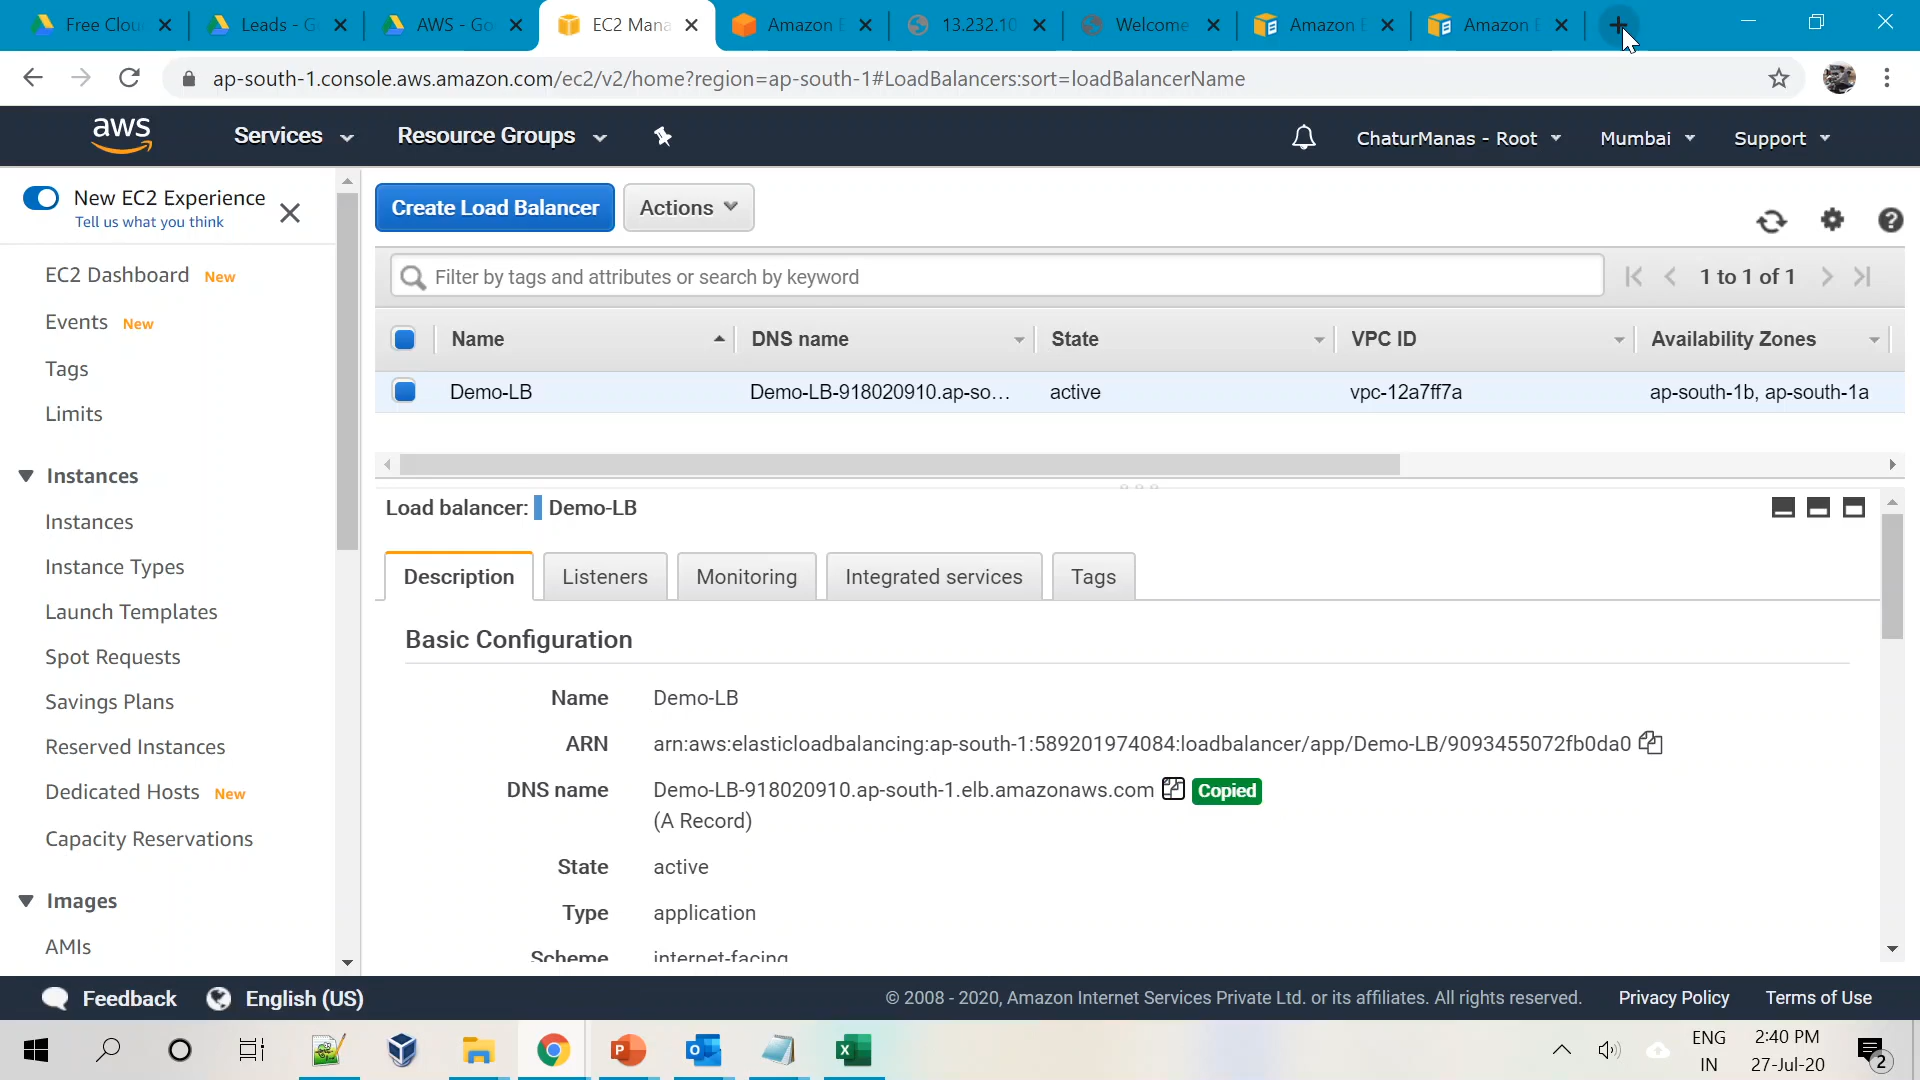 Free Clou
Leads - G
AWS - Go
EC2 Mana
Amazon E
13.232.10
Welcome
Amazon E
Amazon E
ap-south-1.console.aws.amazon.com/ec2/v2/home?region=ap-south-1#LoadBalancers:sort=loadBalancerName
aws
Services
Resource Groups
ChaturManas - Root
Mumbai
Support
New EC2 Experience
Tell us what you think
EC2 Dashboard New
Events New
Tags
Limits
Instances
Instances
Instance Types
Launch Templates
Spot Requests
Savings Plans
Reserved Instances
Dedicated Hosts New
Capacity Reservations
Images
AMIs
Create Load Balancer
Actions
Filter by tags and attributes or search by keyword
1 to 1 of 1
Name DNS name State VPC ID Availability Zones
Demo-LB Demo-LB-918020910.ap-so... active vpc-12a7ff7a ap-south-1b, ap-south-1a
Load balancer: Demo-LB
Description Listeners Monitoring Integrated services Tags
Basic Configuration
Name Demo-LB
ARN arn:aws:elasticloadbalancing:ap-south-1:589201974084:loadbalancer/app/Demo-LB/9093455072fb0da0
DNS name Demo-LB-918020910.ap-south-1.elb.amazonaws.com Copied
(A Record)
State active
Type application
Scheme internet-facing
Feedback
English (US)
© 2008 - 2020, Amazon Internet Services Private Ltd. or its affiliates. All rights reserved.
Privacy Policy
Terms of Use
ENG
IN
2:40 PM
27-Jul-20
2